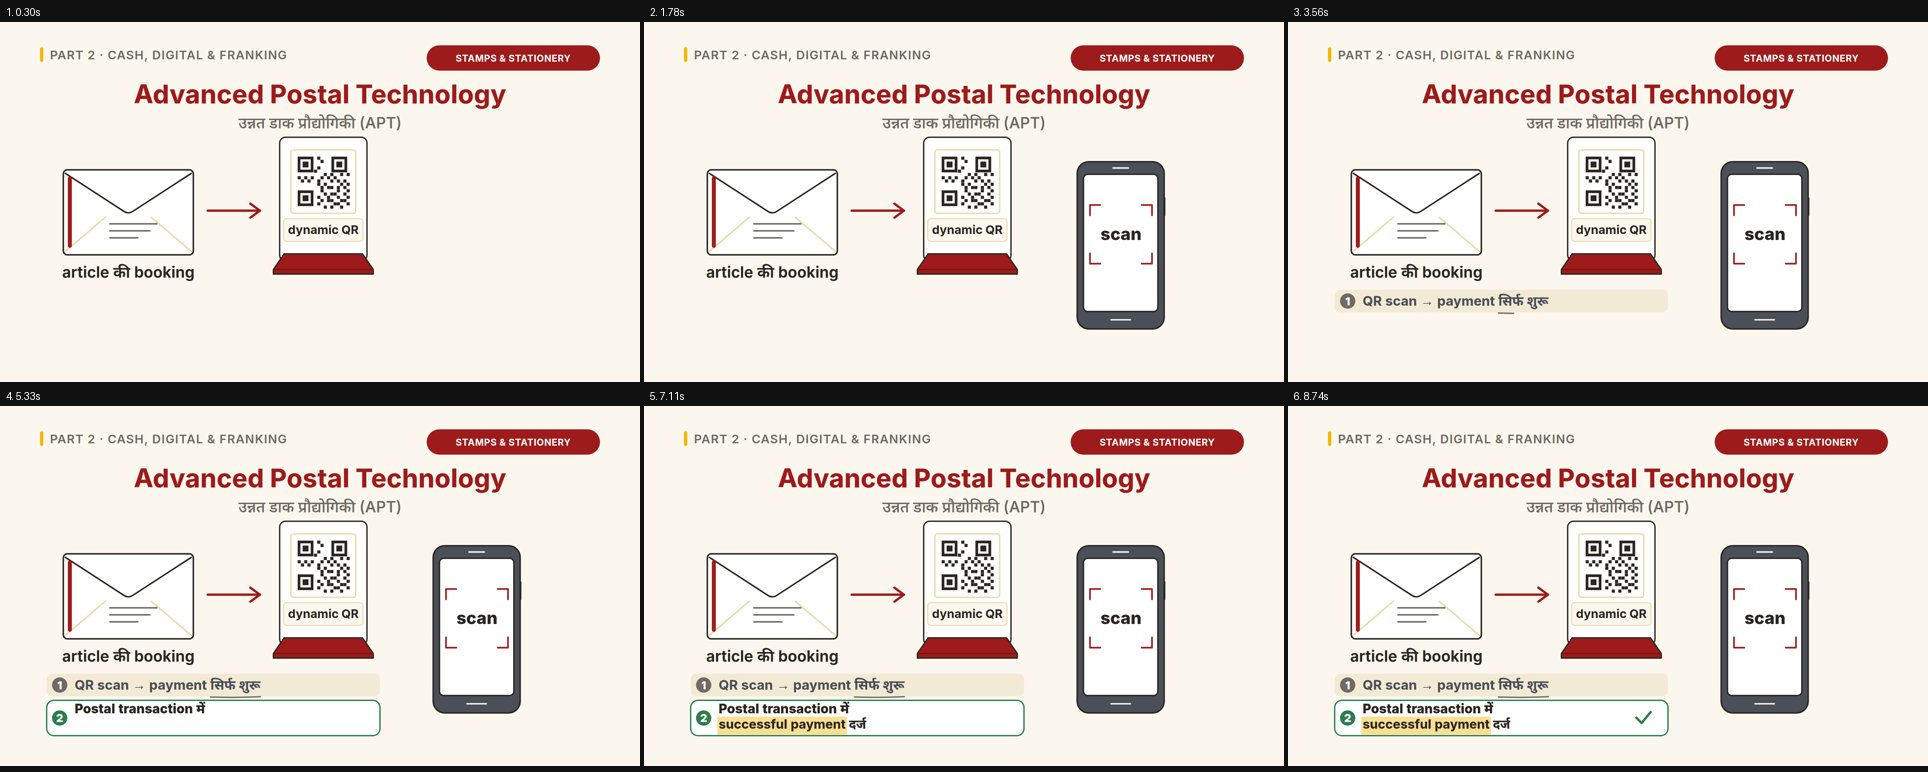 1. 0.30s
PART 2 · CASH, DIGITAL & FRANKING
STAMPS & STATIONERY
Advanced Postal Technology
उन्नत डाक प्रौद्योगिकी (APT)
dynamic QR
article की booking
2. 1.78s
PART 2 · CASH, DIGITAL & FRANKING
STAMPS & STATIONERY
Advanced Postal Technology
उन्नत डाक प्रौद्योगिकी (APT)
dynamic QR
scan
article की booking
3. 3.56s
PART 2 · CASH, DIGITAL & FRANKING
STAMPS & STATIONERY
Advanced Postal Technology
उन्नत डाक प्रौद्योगिकी (APT)
dynamic QR
scan
article की booking
1 QR scan → payment सिर्फ शुरू
4. 5.33s
PART 2 · CASH, DIGITAL & FRANKING
STAMPS & STATIONERY
Advanced Postal Technology
उन्नत डाक प्रौद्योगिकी (APT)
dynamic QR
scan
article की booking
1 QR scan → payment सिर्फ शुरू
2 Postal transaction में
5. 7.11s
PART 2 · CASH, DIGITAL & FRANKING
STAMPS & STATIONERY
Advanced Postal Technology
उन्नत डाक प्रौद्योगिकी (APT)
dynamic QR
scan
article की booking
1 QR scan → payment सिर्फ शुरू
2 Postal transaction में
successful payment दर्ज
6. 8.74s
PART 2 · CASH, DIGITAL & FRANKING
STAMPS & STATIONERY
Advanced Postal Technology
उन्नत डाक प्रौद्योगिकी (APT)
dynamic QR
scan
article की booking
1 QR scan → payment सिर्फ शुरू
2 Postal transaction में
successful payment दर्ज